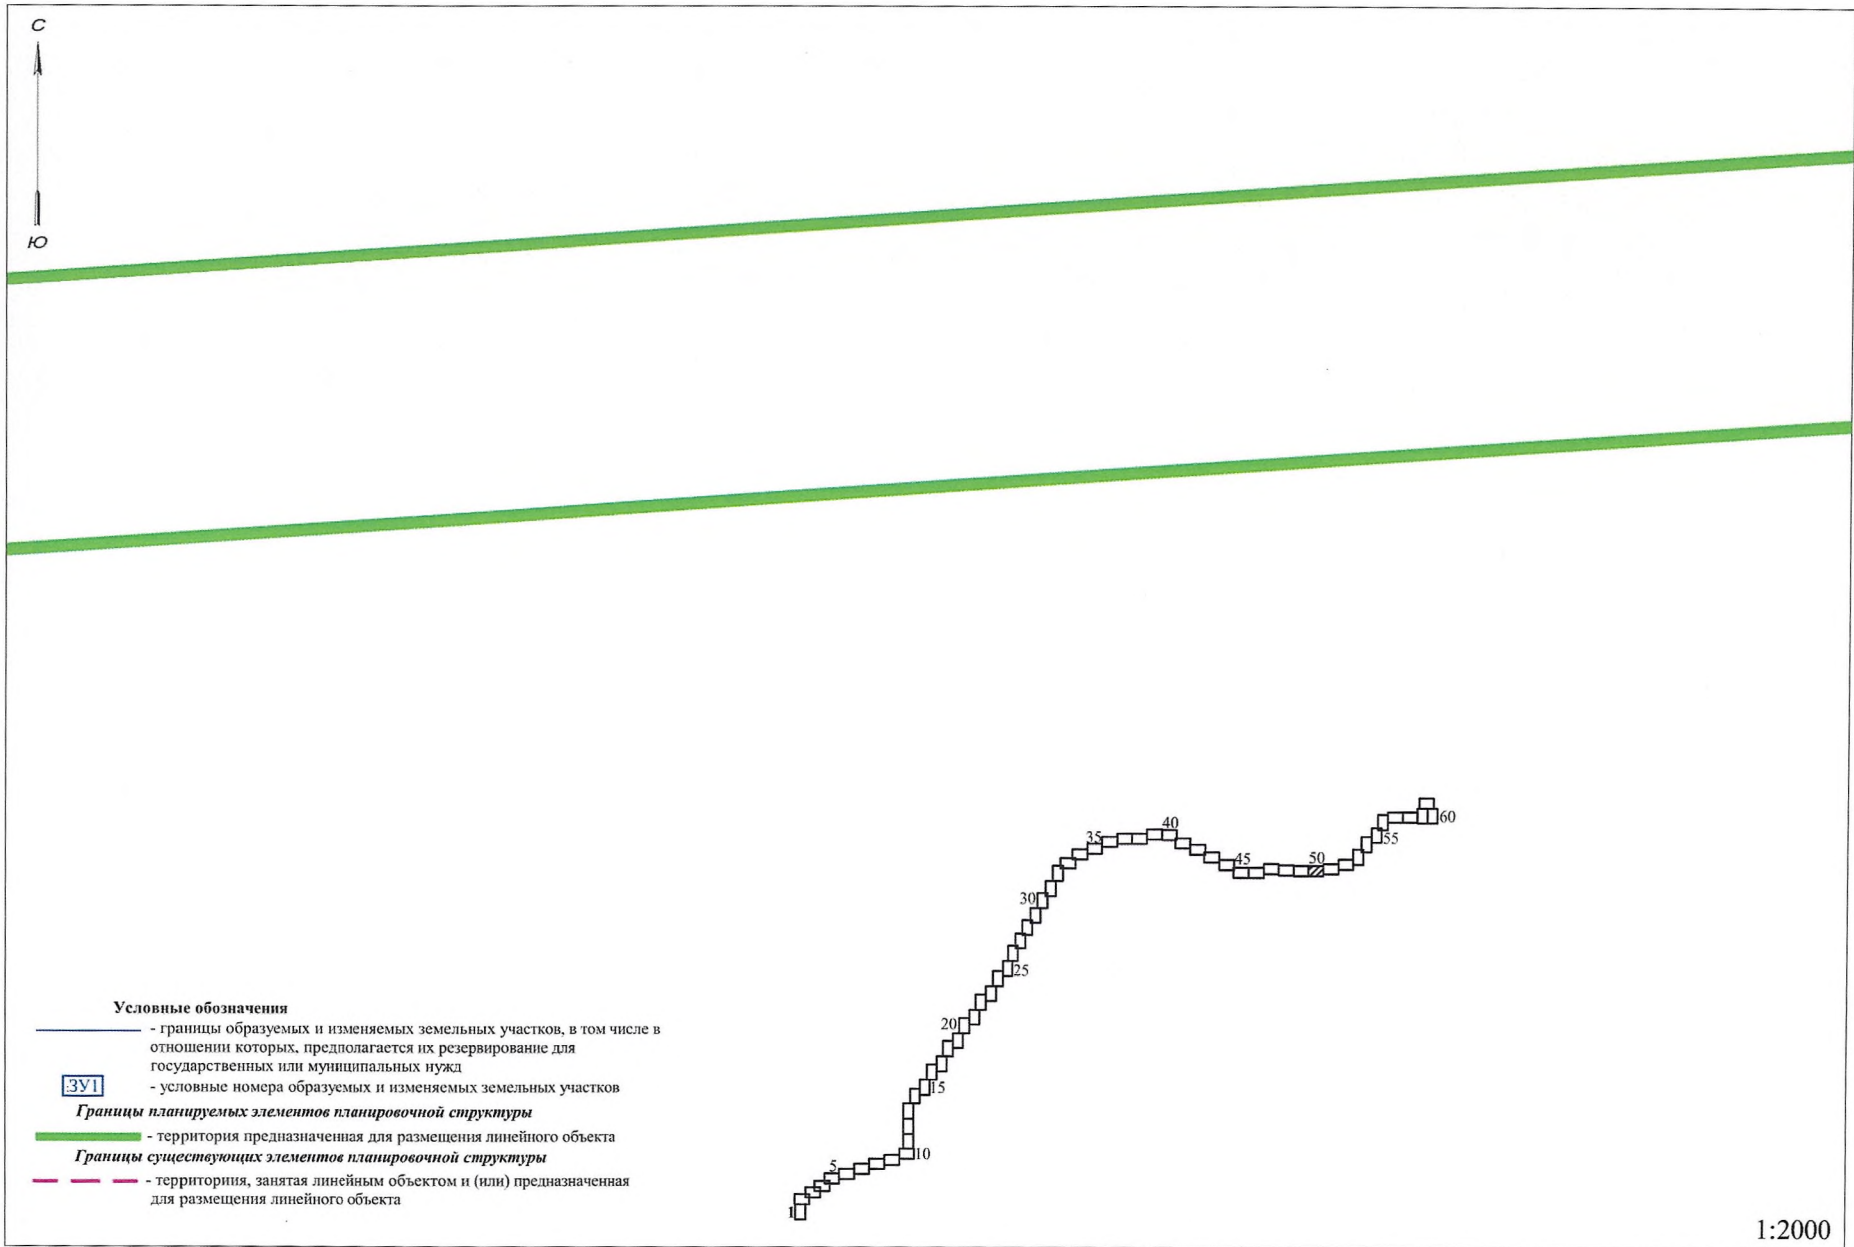 С
Ю
60
40
35
55
50
45
30
25
20
15
10
5
1
Условные обозначения
- границы образуемых и изменяемых земельных участков, в том числе в
отношении которых, предполагается их резервирование для
государственных или муниципальных нужд
:ЗУ1 - условные номера образуемых и изменяемых земельных участков
Границы планируемых элементов планировочной структуры
- территория предназначенная для размещения линейного объекта
Границы существующих элементов планировочной структуры
- территориия, занятая линейным объектом и (или) предназначенная
для размещения линейного объекта
1:2000